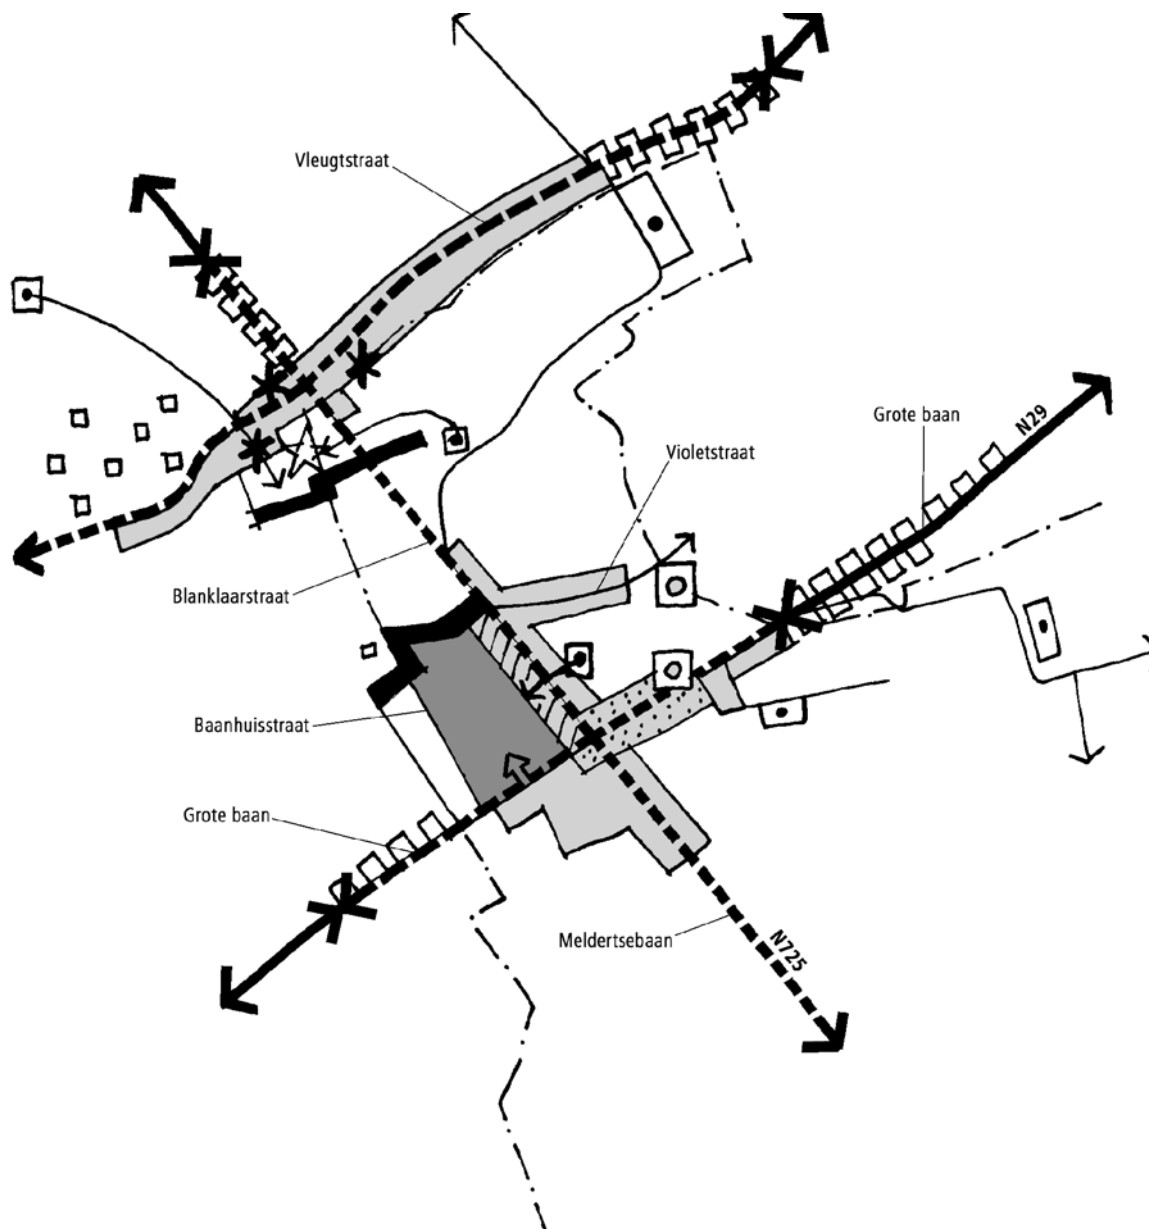 Vleugtstraat
Grote baan
N29
Violetstraat
Blanklaarstraat
Baanhuisstraat
Grote baan
Meldertsebaan
N725